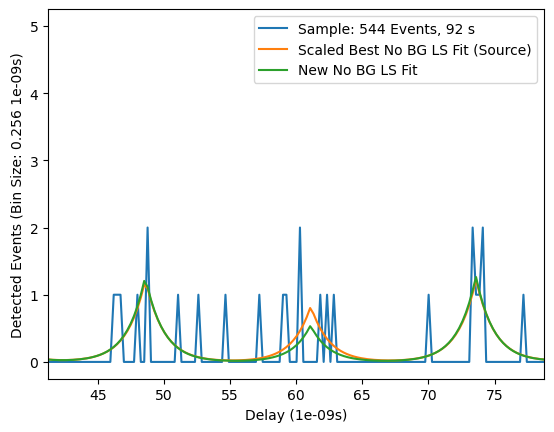 5
4
3
2
1
0
Detected Events (Bin Size: 0.256 1e-09s)
Sample: 544 Events, 92 s
Scaled Best No BG LS Fit (Source)
New No BG LS Fit
45 50 55 60 65 70 75
Delay (1e-09s)